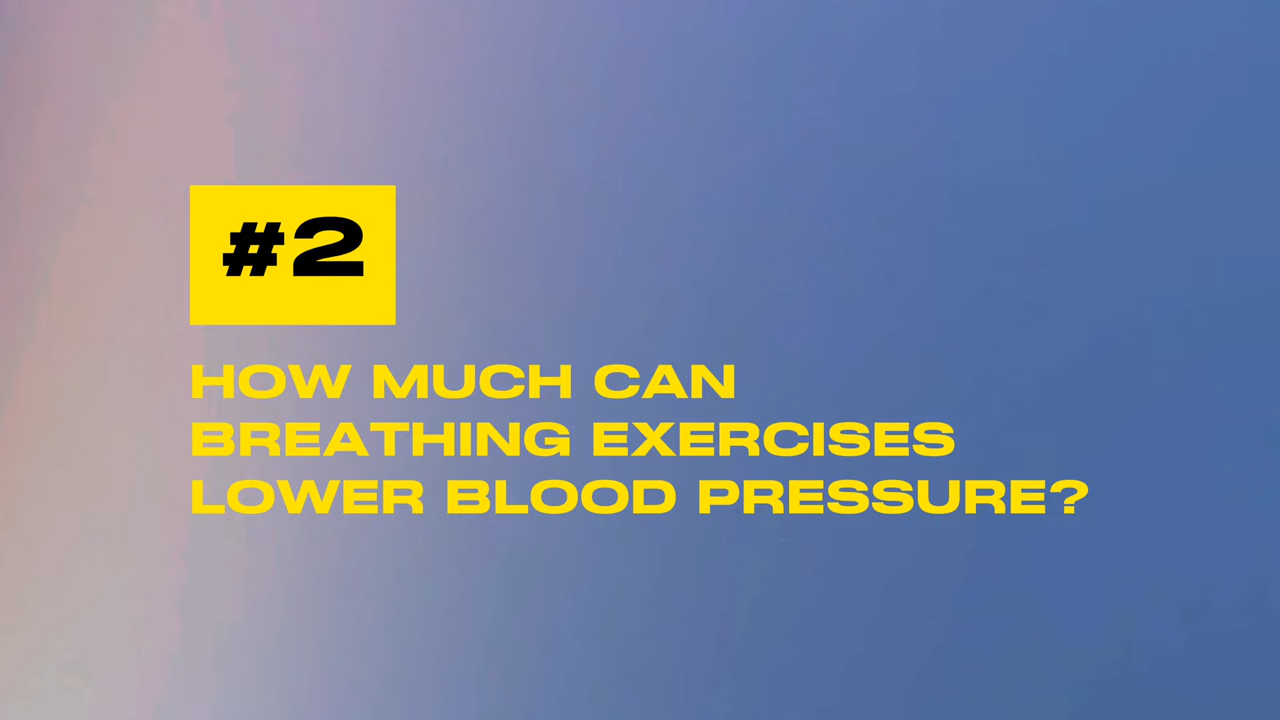 #2
HOW MUCH CAN
BREATHING EXERCISES
LOWER BLOOD PRESSURE?